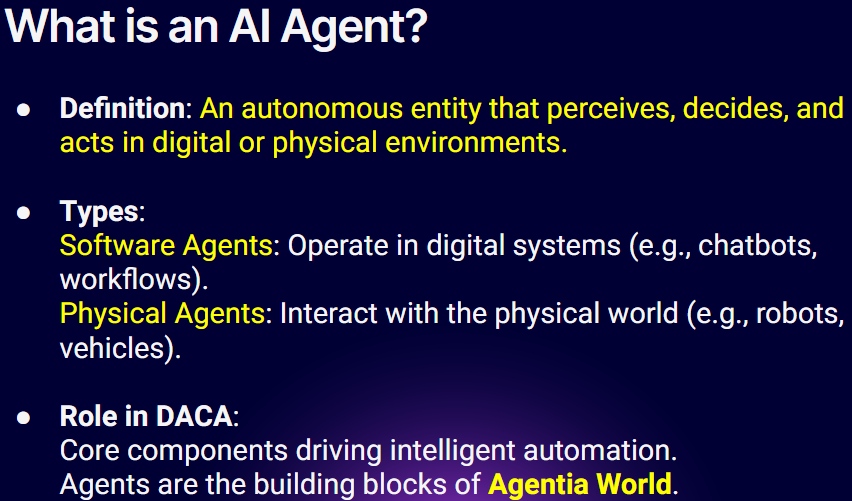 What is an AI Agent?
● Definition: An autonomous entity that perceives, decides, and
acts in digital or physical environments.
● Types:
Software Agents: Operate in digital systems (e.g., chatbots,
workflows).
Physical Agents: Interact with the physical world (e.g., robots,
vehicles).
● Role in DACA:
Core components driving intelligent automation.
Agents are the building blocks of Agentia World.